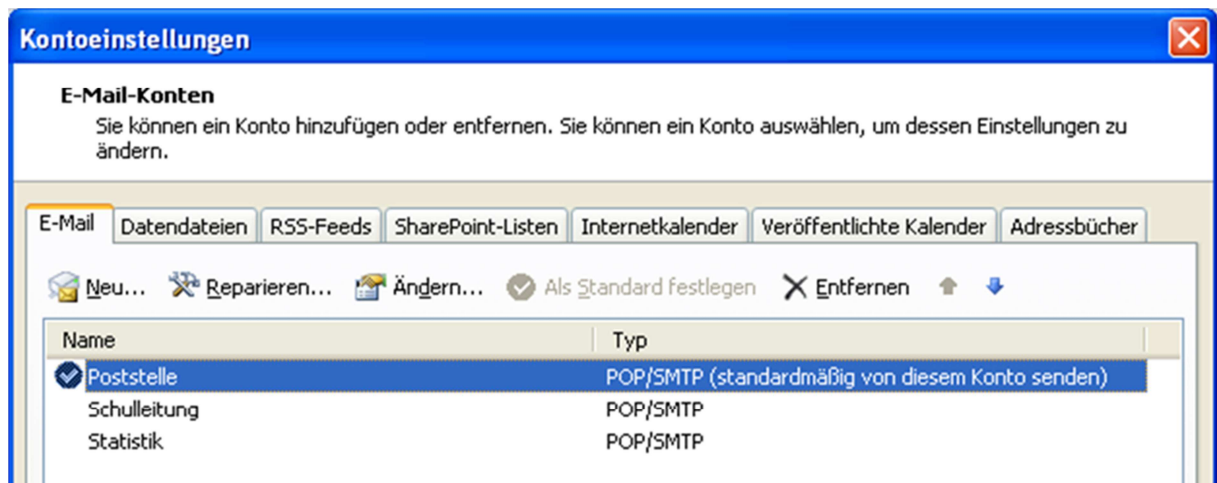 Kontoeinstellungen
E-Mail-Konten
Sie können ein Konto hinzufügen oder entfernen. Sie können ein Konto auswählen, um dessen Einstellungen zu
ändern.
E-Mail Datendateien RSS-Feeds SharePoint-Listen Internetkalender Veröffentlichte Kalender Adressbücher
Neu... Reparieren... Ändern... Als Standard festlegen Entfernen
Name Typ
Poststelle POP/SMTP (standardmäßig von diesem Konto senden)
Schulleitung POP/SMTP
Statistik POP/SMTP